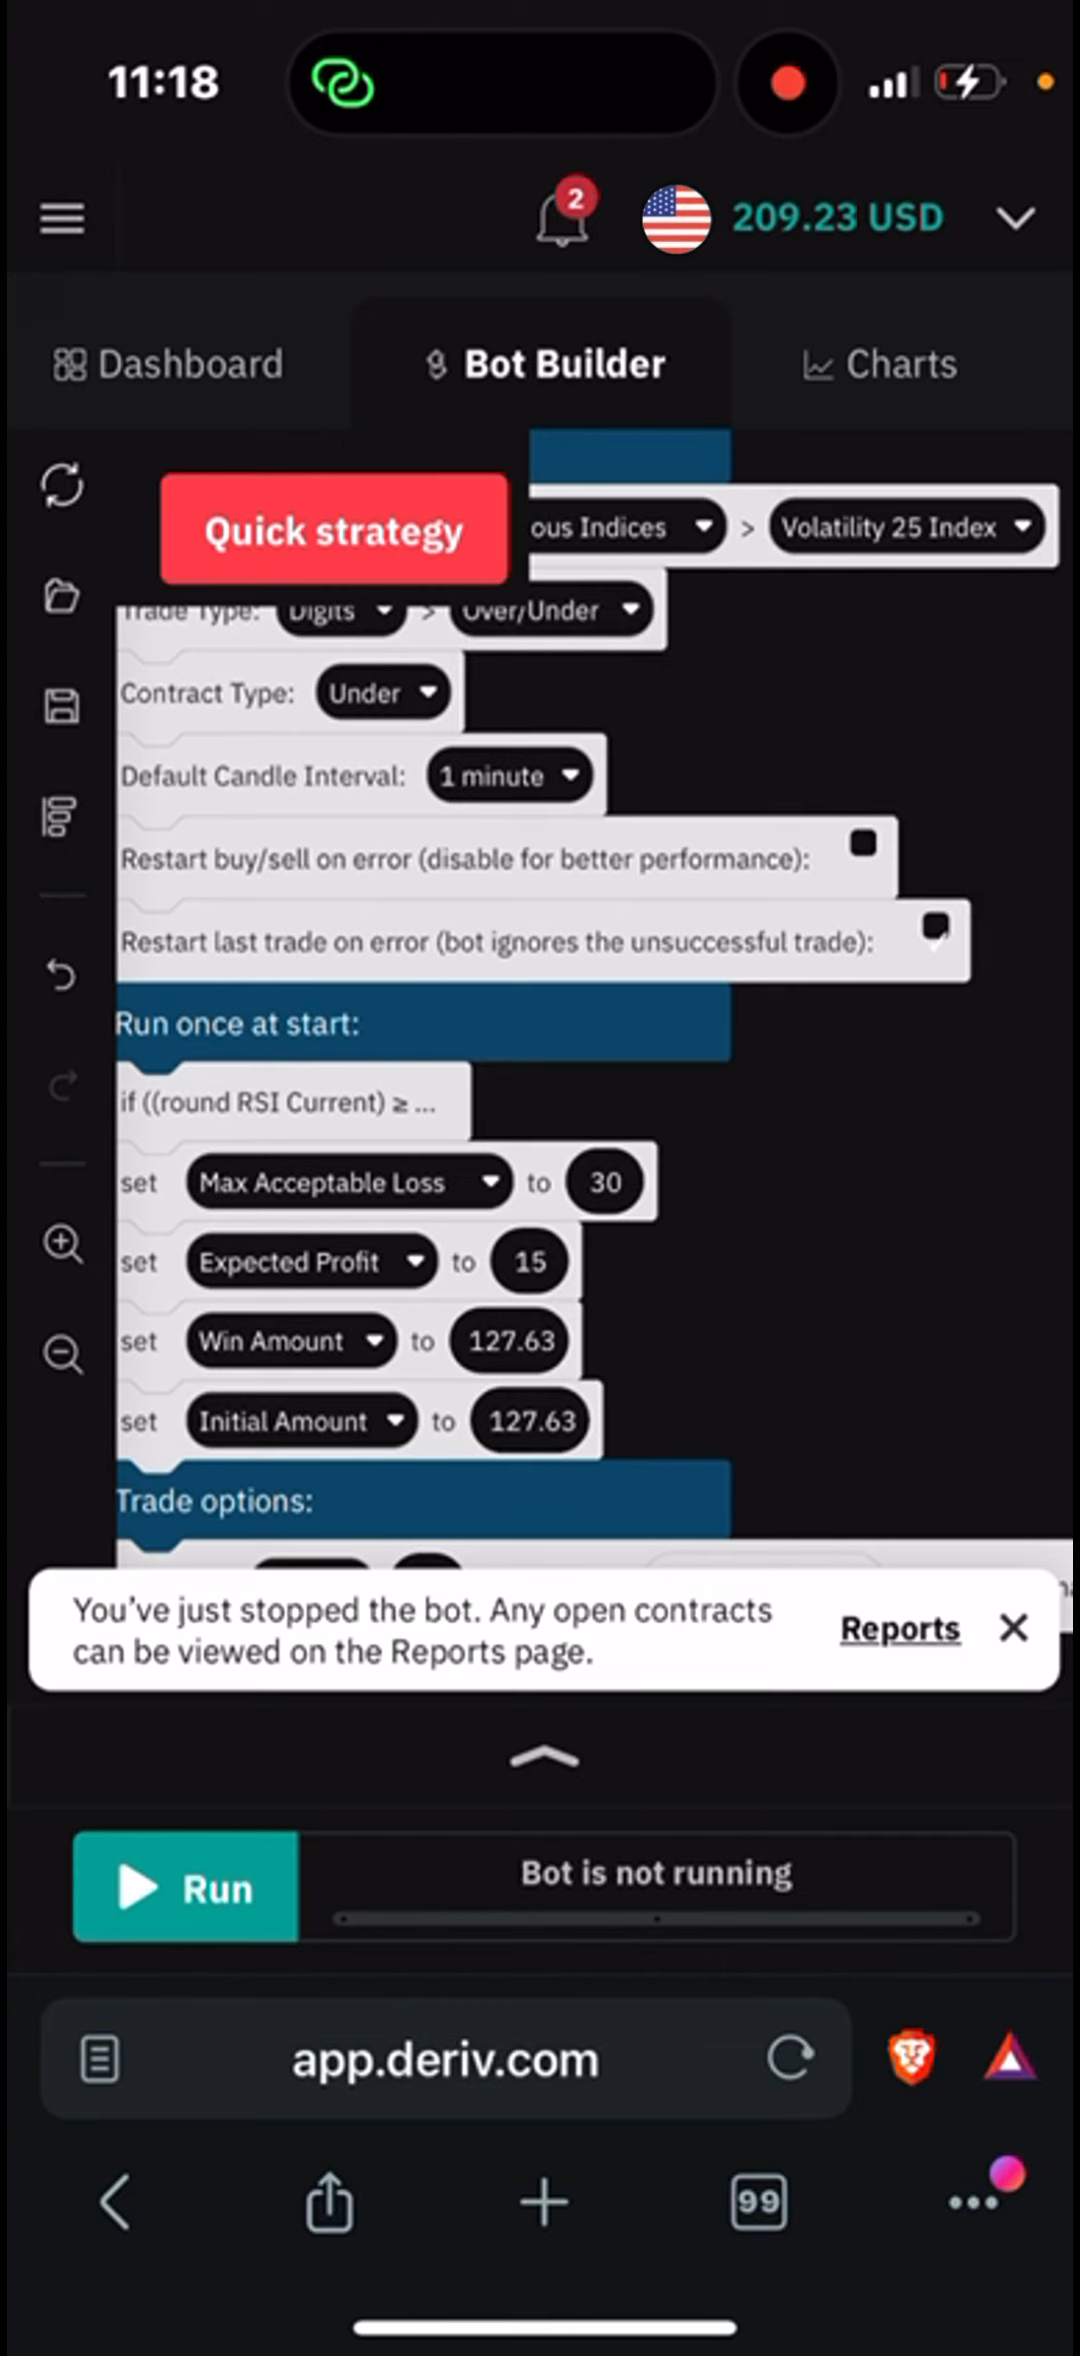 11:18
2
209.23 USD
Dashboard
Bot Builder
Charts
Quick strategy
ous Indices > Volatility 25 Index
Trade Type: Digits > Over/Under
Contract Type: Under
Default Candle Interval: 1 minute
Restart buy/sell on error (disable for better performance):
Restart last trade on error (bot ignores the unsuccessful trade):
Run once at start:
if ((round RSI Current) ≥ ...
set Max Acceptable Loss to 30
set Expected Profit to 15
set Win Amount to 127.63
set Initial Amount to 127.63
Trade options:
You've just stopped the bot. Any open contracts
can be viewed on the Reports page.
Reports
Run
Bot is not running
app.deriv.com
99